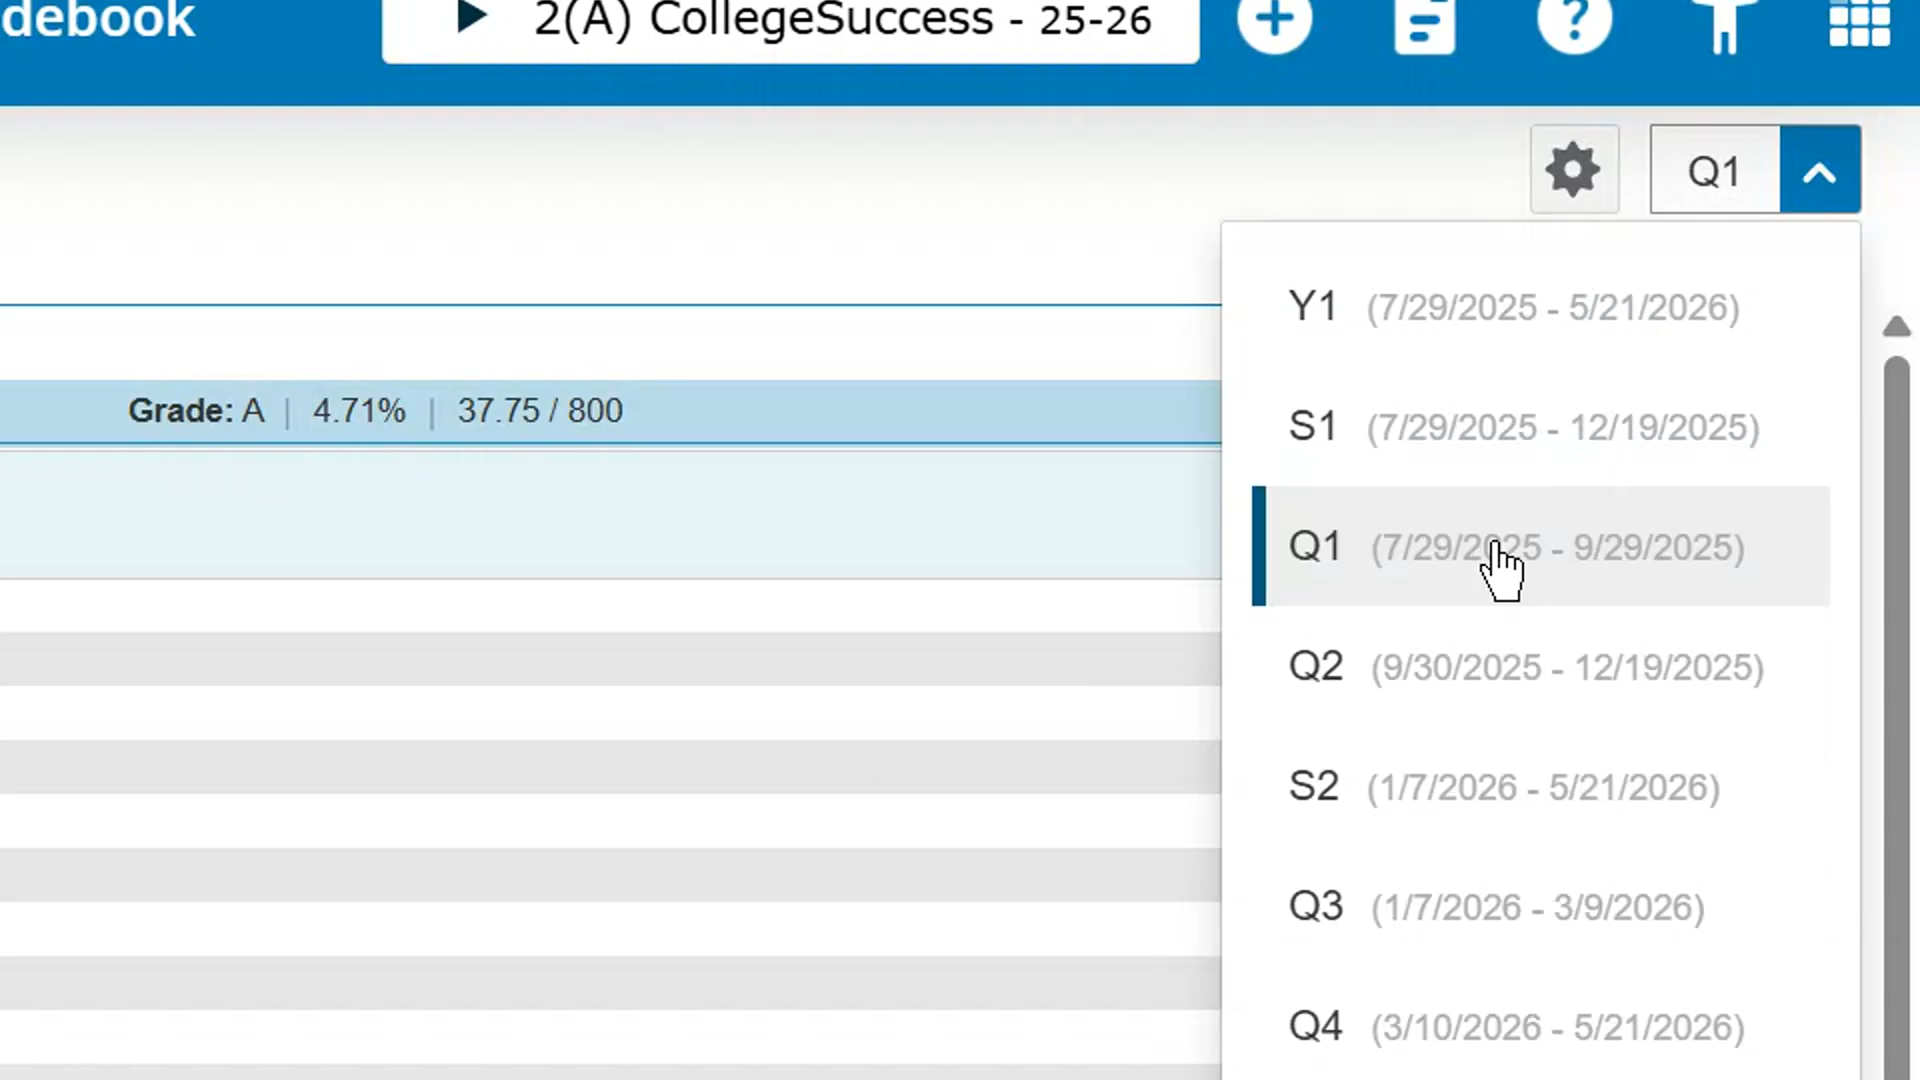 debook
2(A) CollegeSuccess - 25-26
Q1
Y1 (7/29/2025 - 5/21/2026)
Grade: A | 4.71% | 37.75 / 800
S1 (7/29/2025 - 12/19/2025)
Q1 (7/29/2025 - 9/29/2025)
Q2 (9/30/2025 - 12/19/2025)
S2 (1/7/2026 - 5/21/2026)
Q3 (1/7/2026 - 3/9/2026)
Q4 (3/10/2026 - 5/21/2026)